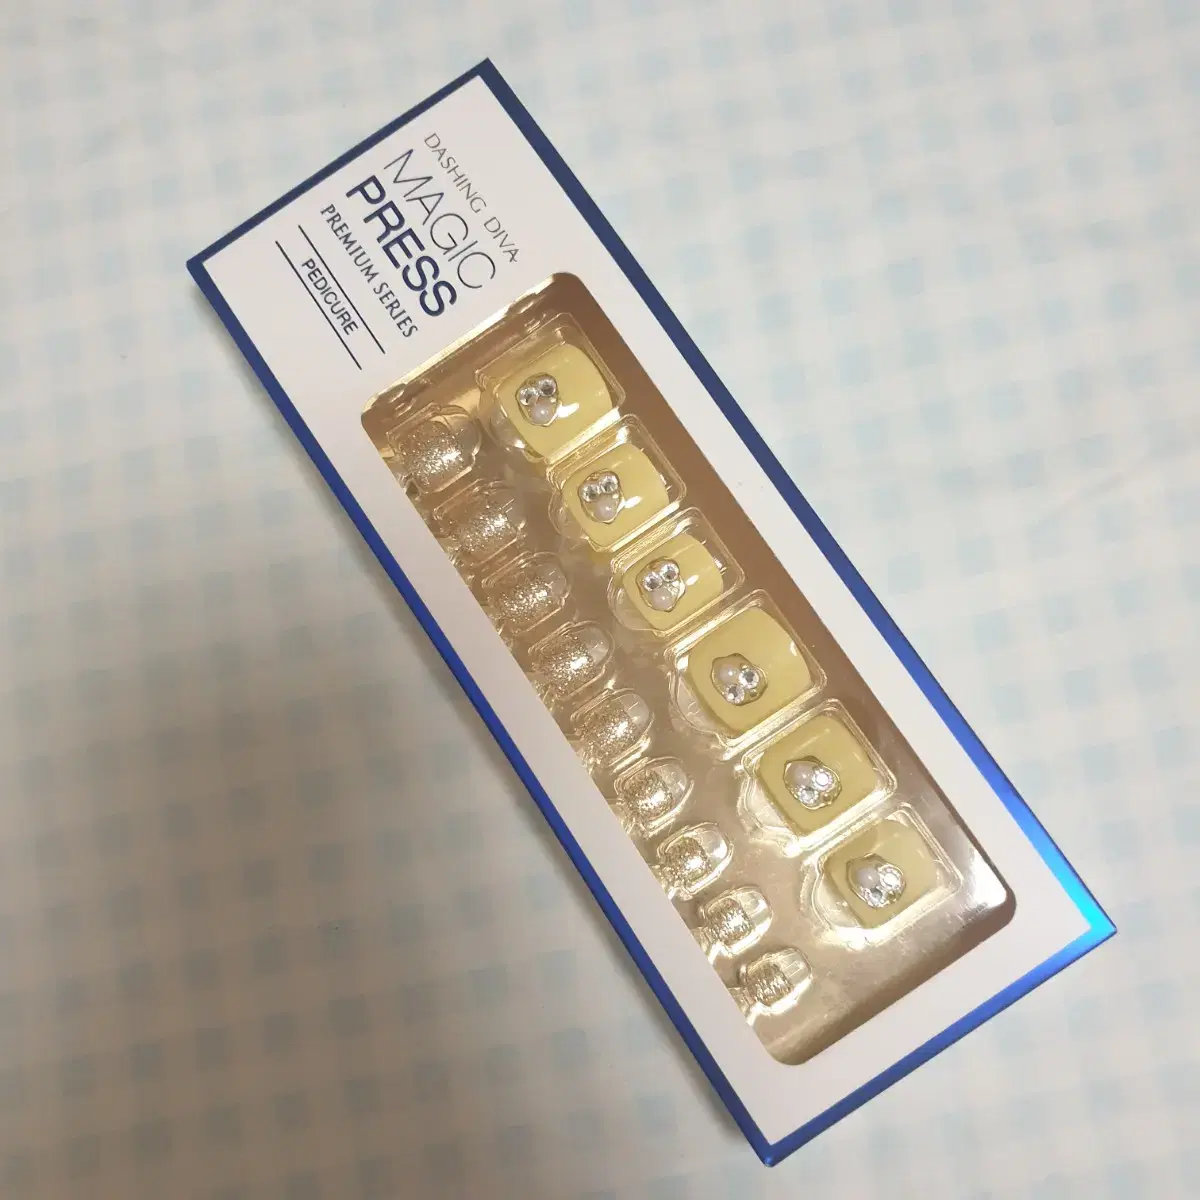 DASHING DIVA
MAGIC
PRESS
PREMIUM SERIES
PEDICURE